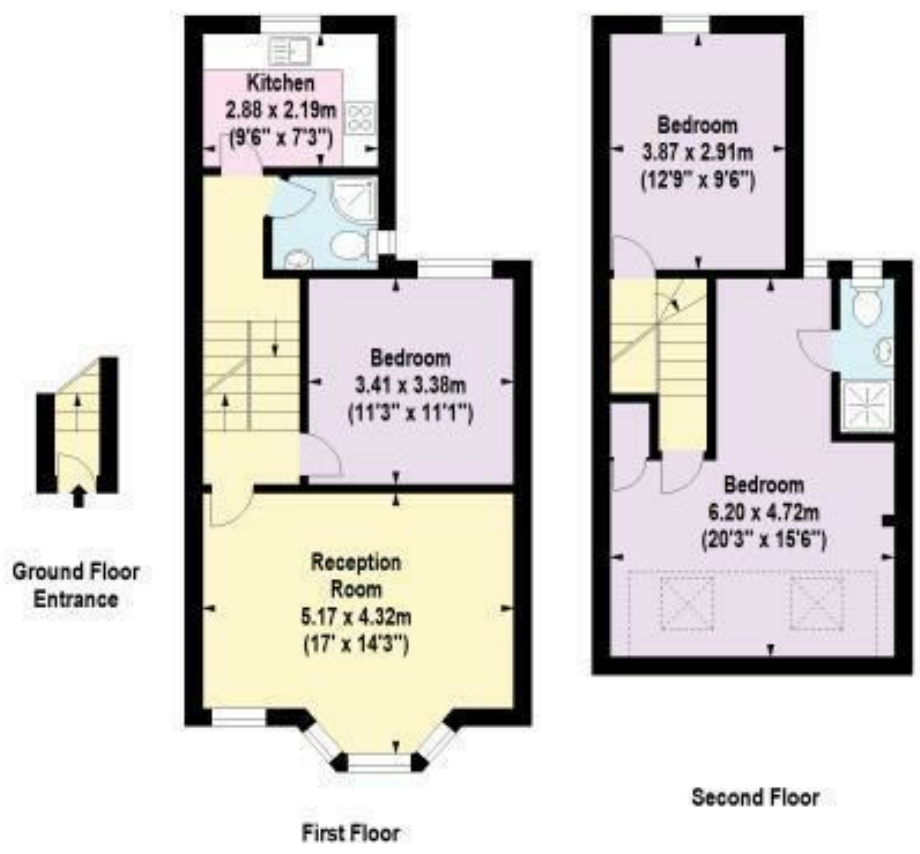 Kitchen
2.88 x 2.19m
(9'6" x 7'3")
Bedroom
3.41 x 3.38m
(11'3" x 11'1")
Reception
Room
5.17 x 4.32m
(17' x 14'3")
Ground Floor
Entrance
First Floor
Bedroom
3.87 x 2.91m
(12'9" x 9'6")
Bedroom
6.20 x 4.72m
(20'3" x 15'6")
Second Floor